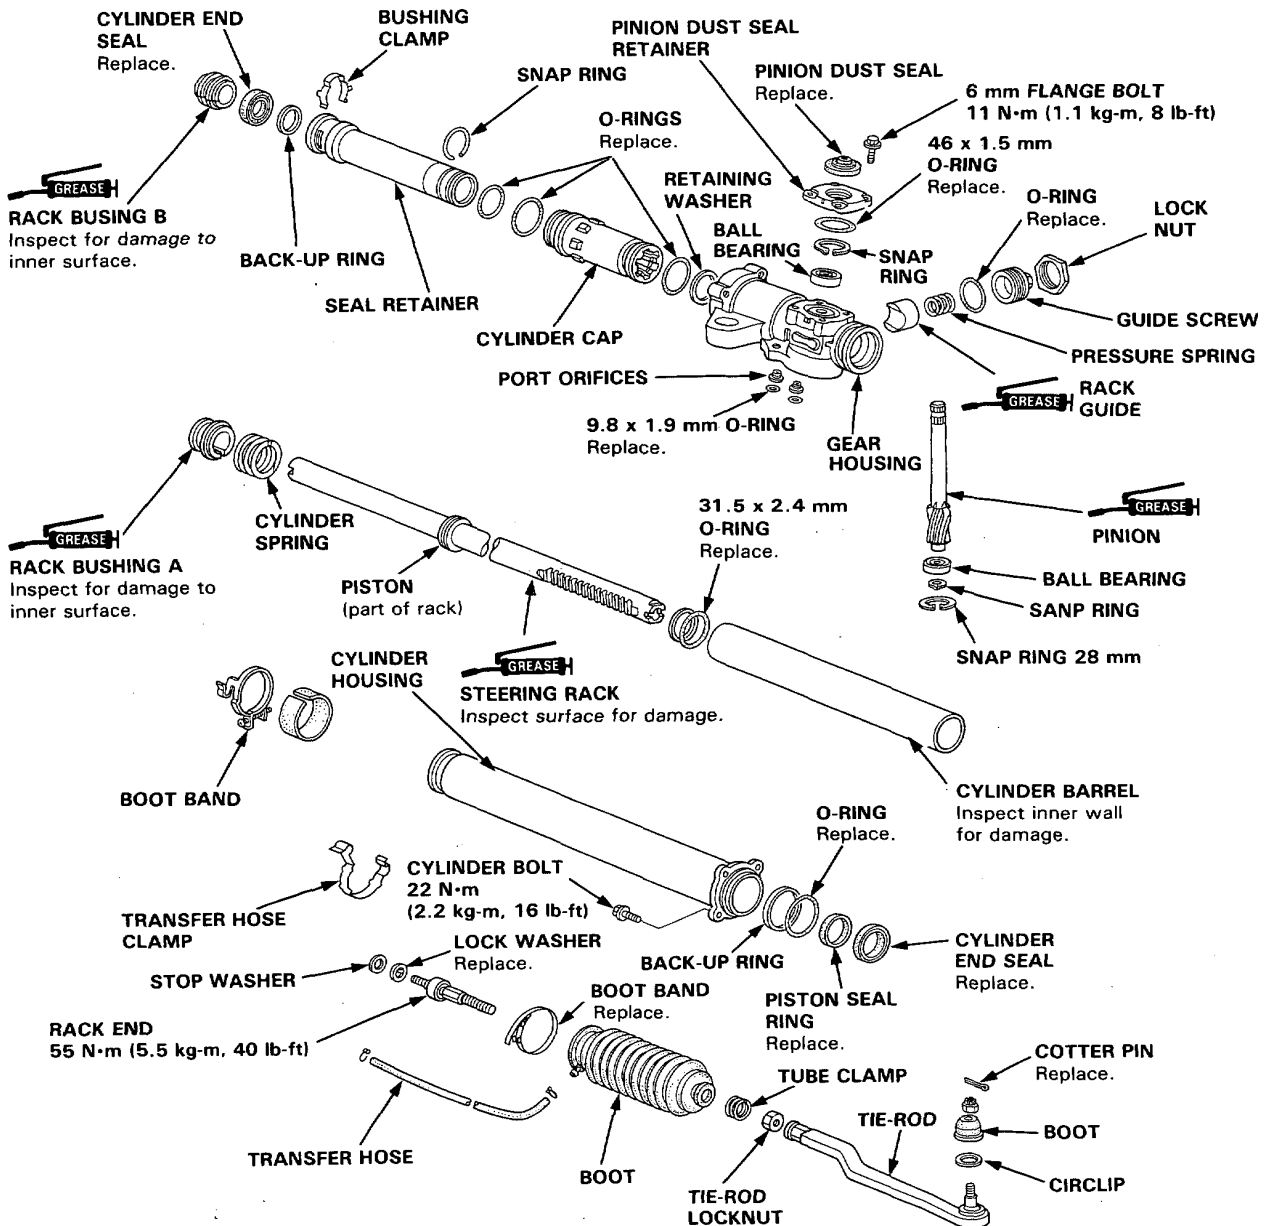 CYLINDER END
SEAL
Replace.
BUSHING
CLAMP
SNAP RING
PINION DUST SEAL
RETAINER
PINION DUST SEAL
Replace.
6 mm FLANGE BOLT
11 N·m (1.1 kg-m, 8 lb-ft)
O-RINGS
Replace.
46 x 1.5 mm
O-RING
Replace.
RETAINING
WASHER
BALL
BEARING
SNAP
RING
O-RING
Replace.
LOCK
NUT
GREASE
RACK BUSING B
Inspect for damage to
inner surface.
BACK-UP RING
SEAL RETAINER
CYLINDER CAP
GUIDE SCREW
PRESSURE SPRING
PORT ORIFICES
GREASE
RACK
GUIDE
9.8 x 1.9 mm O-RING
Replace.
GEAR
HOUSING
31.5 x 2.4 mm
O-RING
Replace.
GREASE
PINION
GREASE
RACK BUSHING A
Inspect for damage to
inner surface.
CYLINDER
SPRING
PISTON
(part of rack)
BALL BEARING
SANP RING
SNAP RING 28 mm
CYLINDER
HOUSING
GREASE
STEERING RACK
Inspect surface for damage.
BOOT BAND
CYLINDER BARREL
Inspect inner wall
for damage.
O-RING
Replace.
CYLINDER BOLT
22 N·m
(2.2 kg-m, 16 lb-ft)
TRANSFER HOSE
CLAMP
LOCK WASHER
Replace.
STOP WASHER
BACK-UP RING
CYLINDER
END SEAL
Replace.
BOOT BAND
Replace.
PISTON SEAL
RING
Replace.
RACK END
55 N·m (5.5 kg-m, 40 lb-ft)
COTTER PIN
Replace.
TUBE CLAMP
TIE-ROD
BOOT
TRANSFER HOSE
BOOT
CIRCLIP
TIE-ROD
LOCKNUT